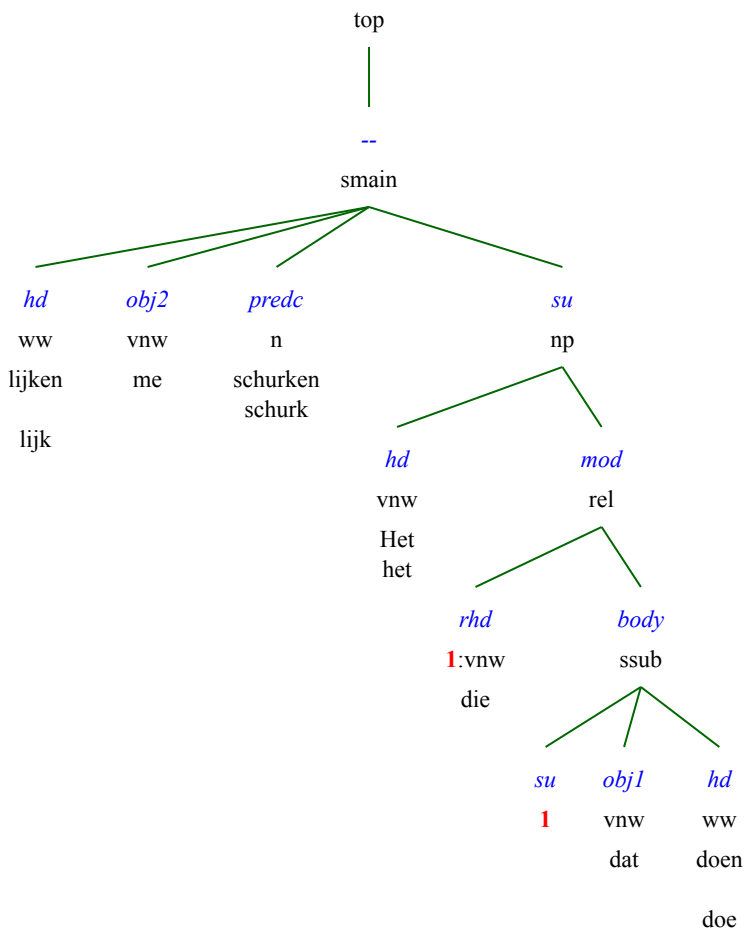 top
--
smain
hd obj2 predc su
ww vnw n np
lijken me schurken
schurk
lijk
hd mod
vnw rel
Het
het
rhd body
1:vnw ssub
die
su obj1 hd
1 vnw ww
dat doen
doe